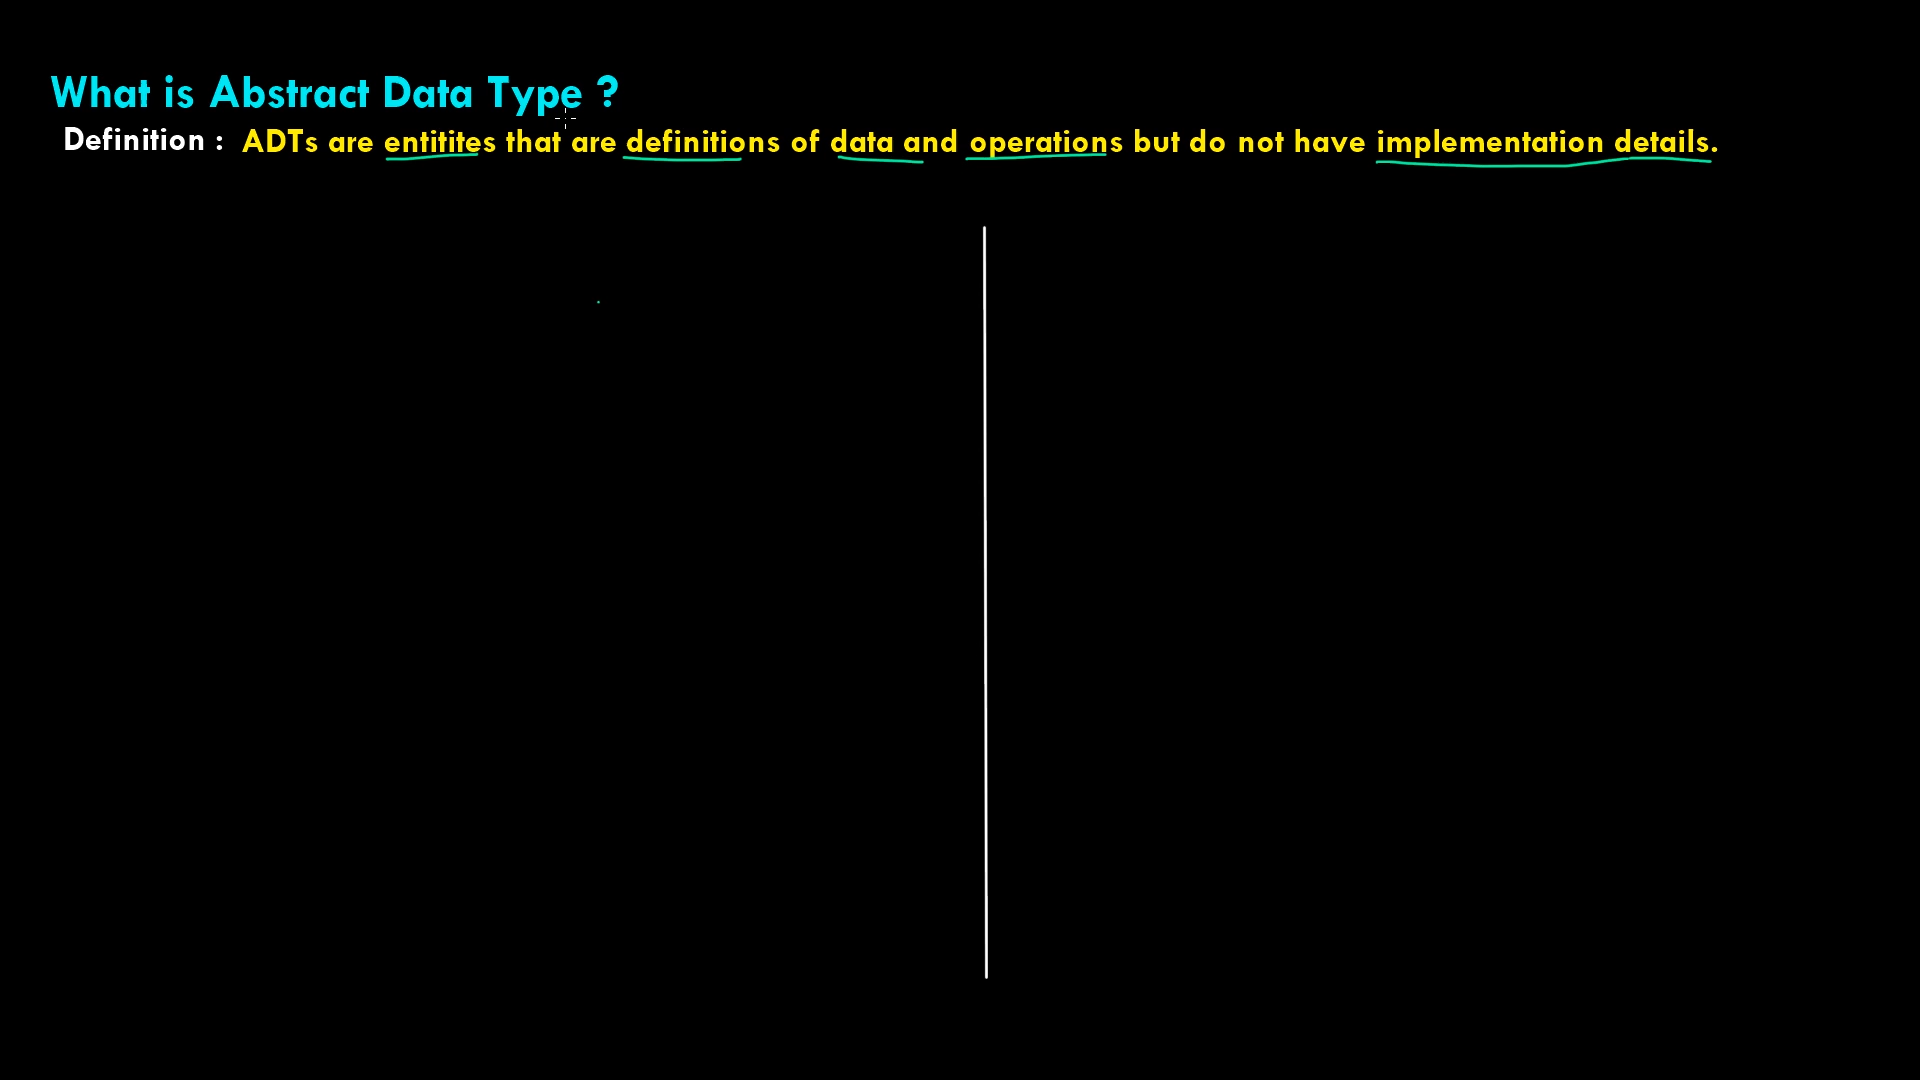 What is Abstract Data Type ?
Definition : ADTs are entitites that are definitions of data and operations but do not have implementation details.